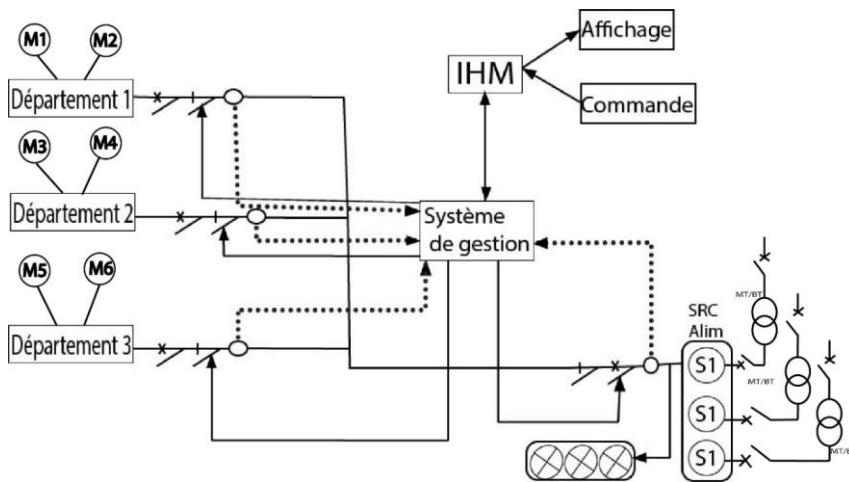 M1
M2
Affichage
IHM
Département 1
Commande
M3
M4
Département 2
Système
de gestion
M5
M6
MT/BT
SRC
Alim
Département 3
S1
MT/BT
S1
S1
MT/B